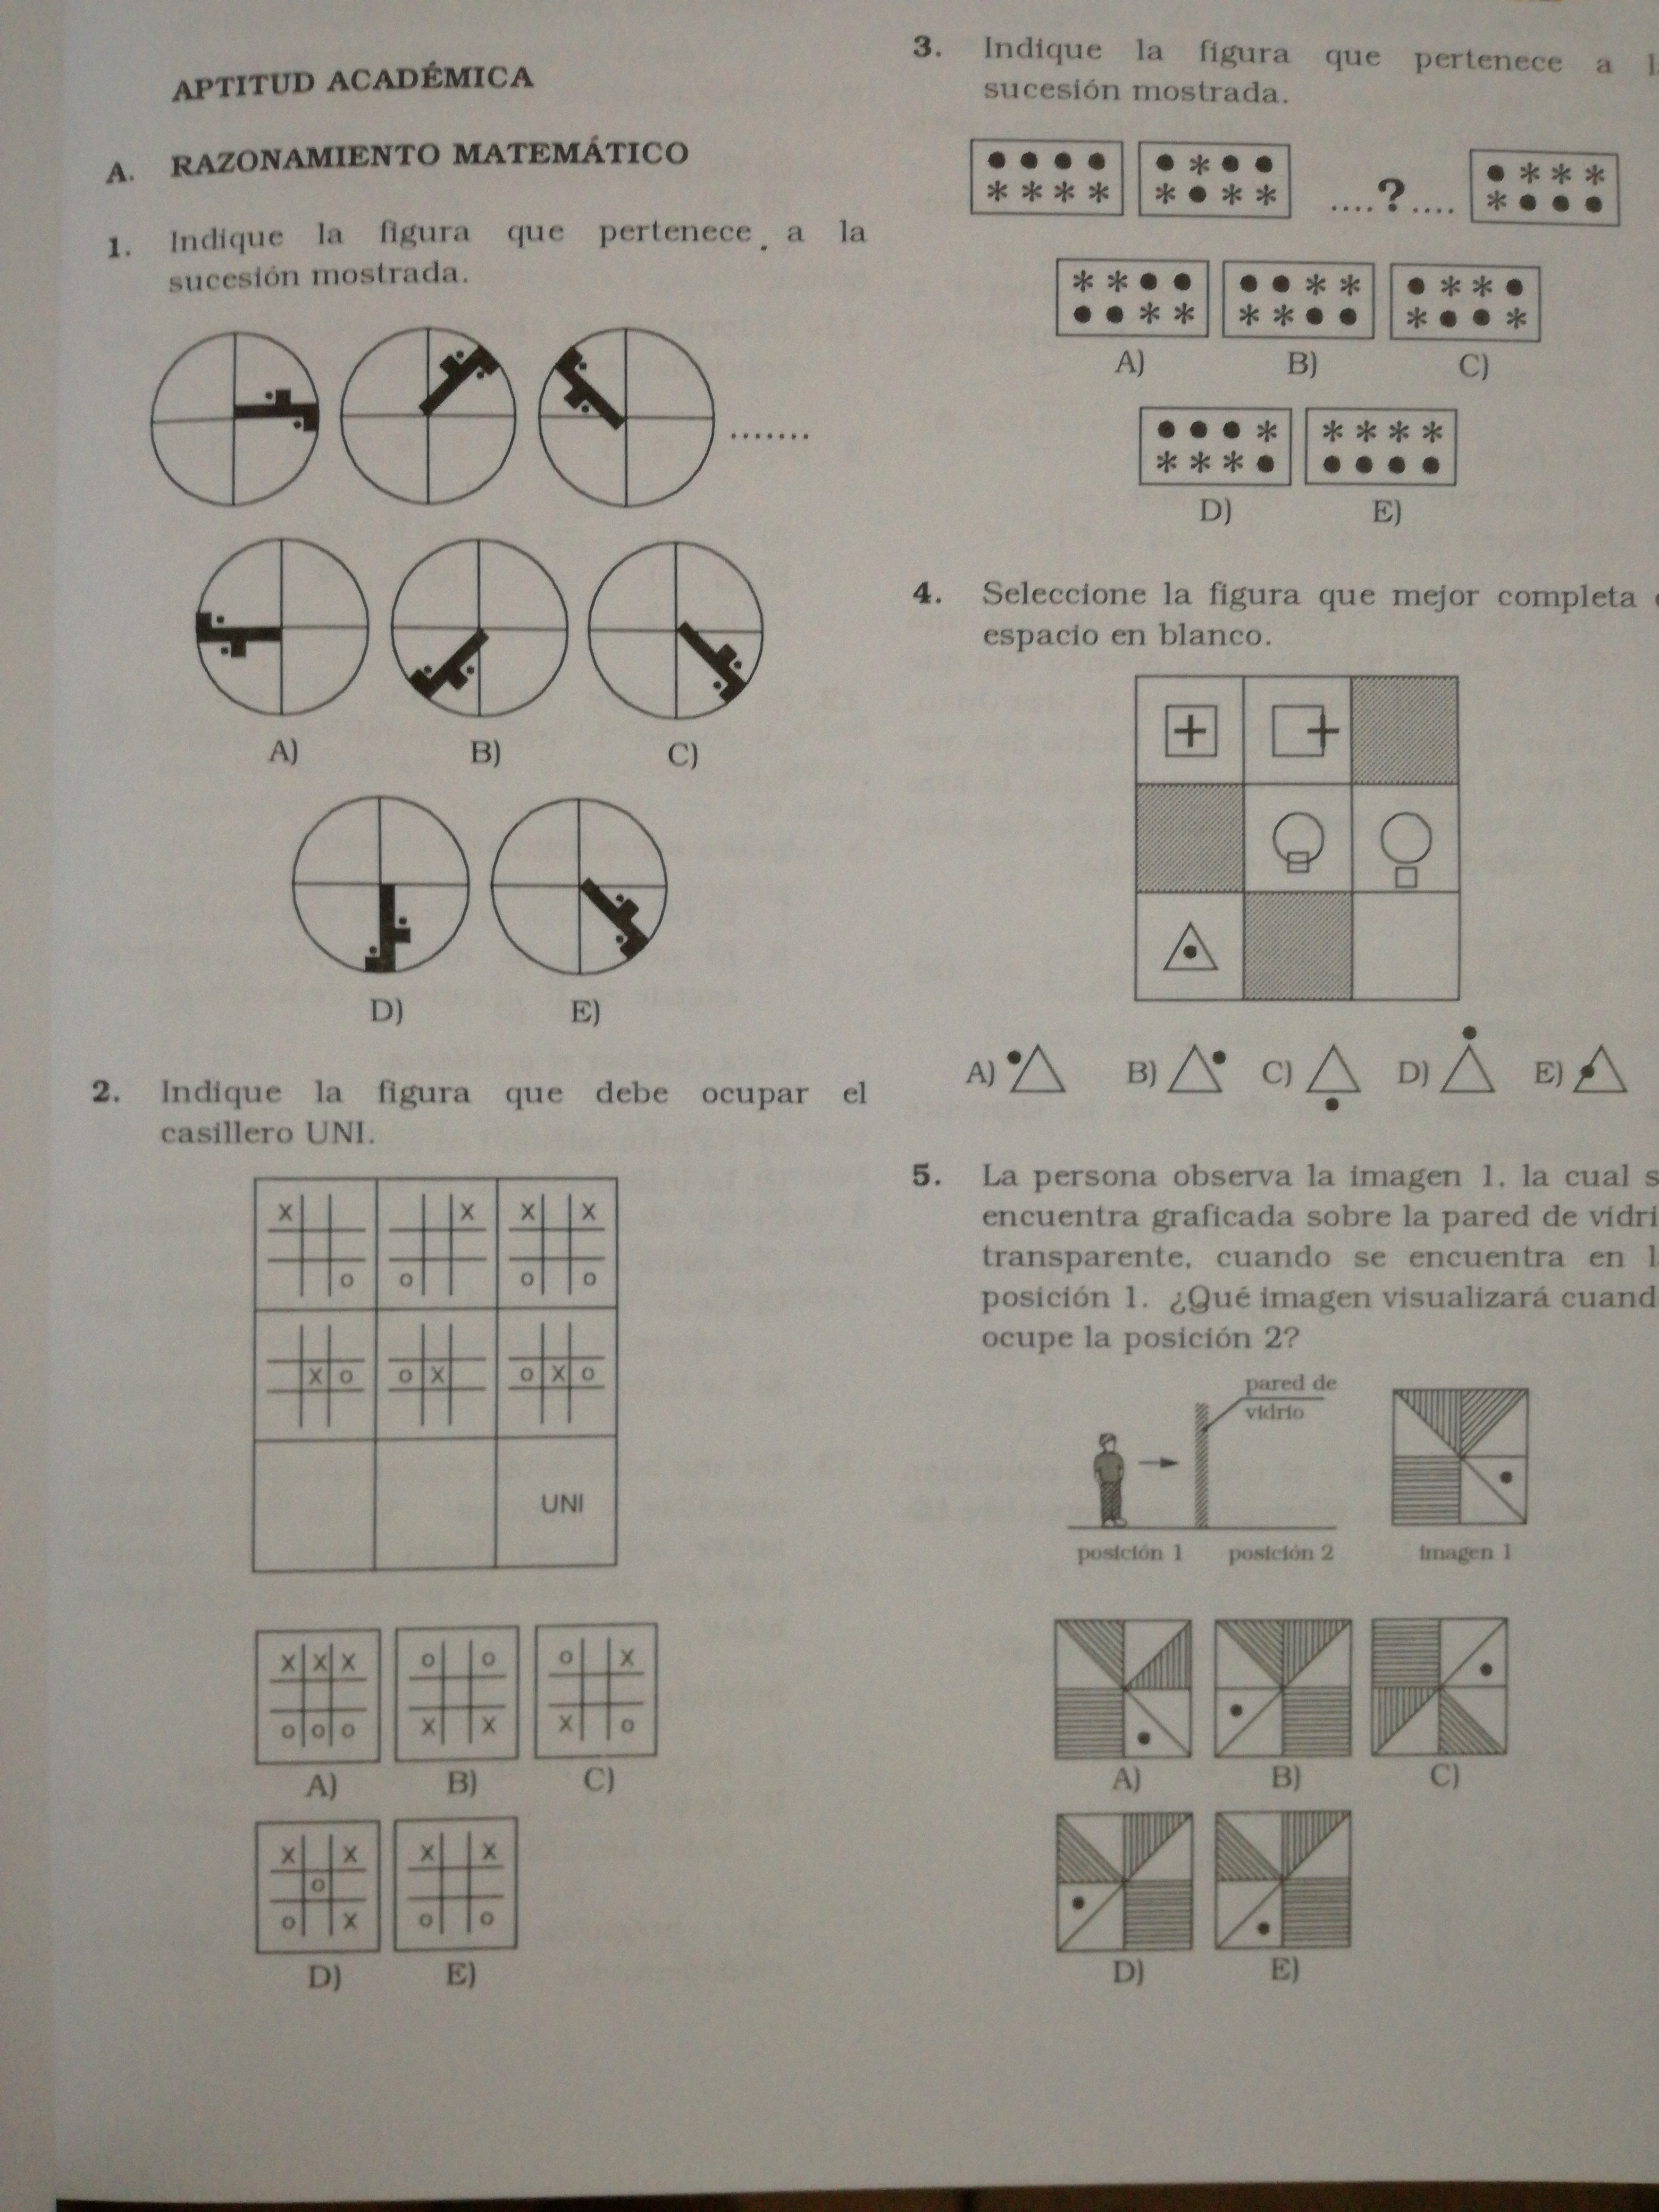 APTITUD ACADÉMICA
A. RAZONAMIENTO MATEMÁTICO
1. Indique la figura que pertenece a la
sucesión mostrada.
.......
A) B) C)
D) E)
2. Indique la figura que debe ocupar el
casillero UNI.
X X X X
O O O O
X O O X O X O
UNI
X X X O O O X
O O O X X X O
A) B) C)
X X X X
O
O X O O
D) E)
3. Indique la figura que pertenece a
sucesión mostrada.
....?....
A) B) C)
D) E)
4. Seleccione la figura que mejor completa
espacio en blanco.
A) B) C) D) E)
5. La persona observa la imagen 1, la cual
encuentra graficada sobre la pared de
transparente, cuando se encuentra en
posición 1. ¿Qué imagen visualizará
ocupe la posición 2?
pared de
vidrio
posición 1 posición 2 imagen 1
A) B) C)
D) E)